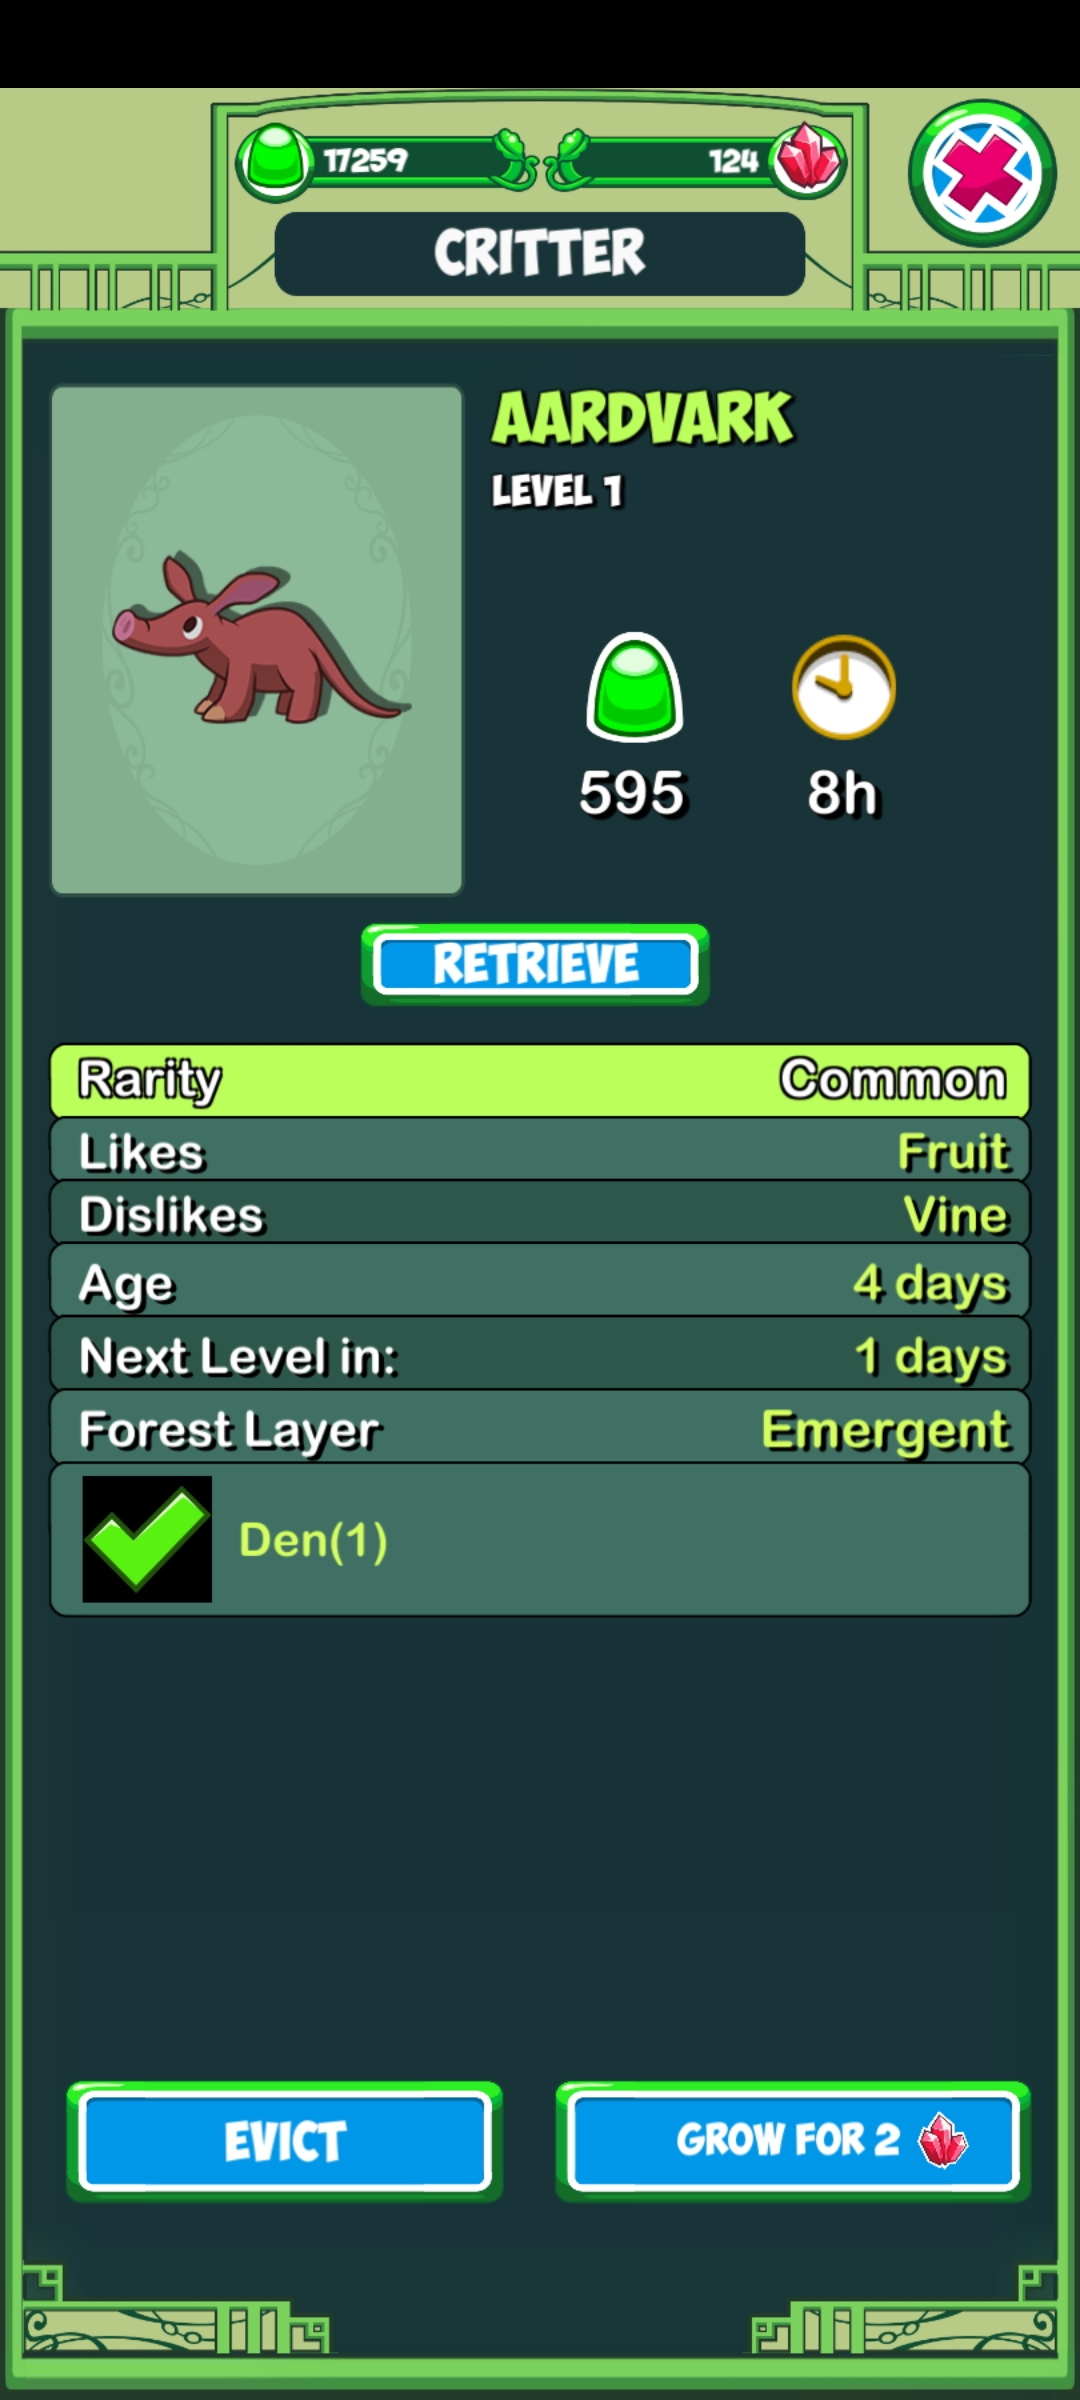 17259 124
CRITTER
AARDVARK
LEVEL 1
595 8h
RETRIEVE
Rarity Common
Likes Fruit
Dislikes Vine
Age 4 days
Next Level in: 1 days
Forest Layer Emergent
Den(1)
EVICT GROW FOR 2